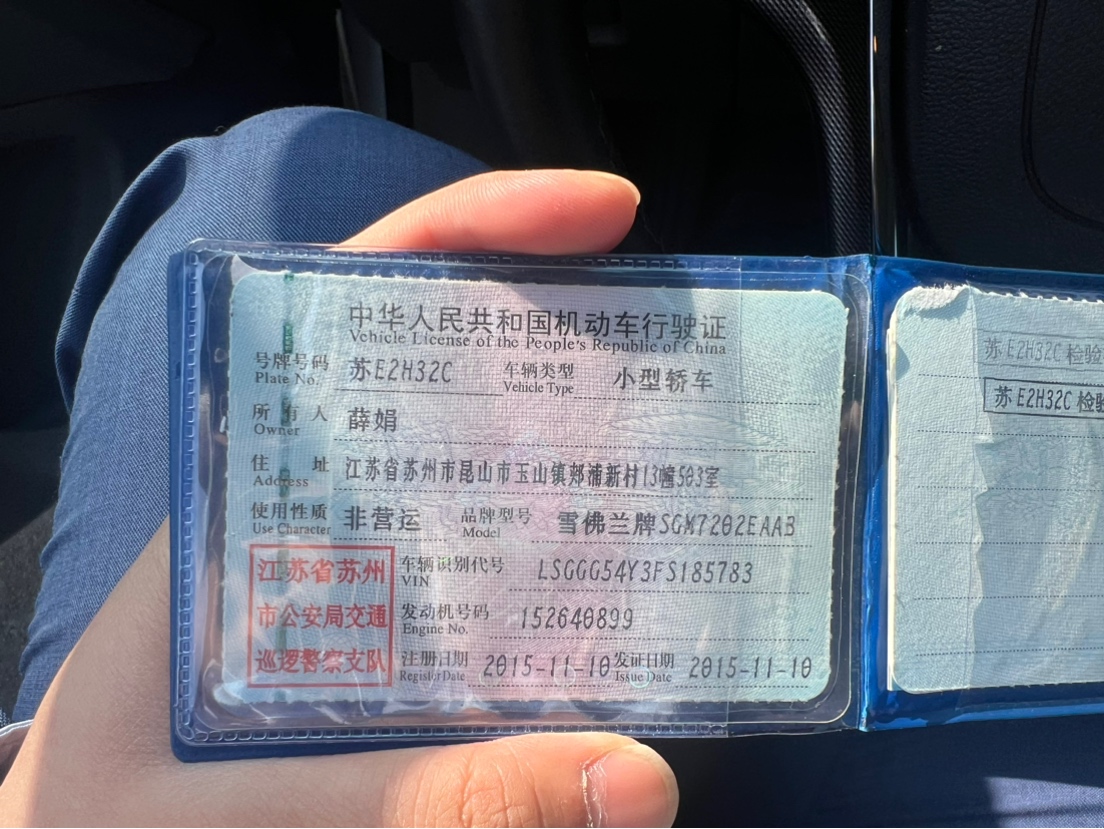 中华人民共和国机动车行驶证
Vehicle License of the People's Republic of China
号牌号码 苏E2H32C 车辆类型 小型轿车
Plate No. Vehicle Type
所有人 薛娟
Owner
住址 江苏省苏州市昆山市玉山镇郏浦新村13幢503室
Address
使用性质 非营运 品牌型号 雪佛兰牌SGM7202EAAB
Use Character Model
江苏省苏州
市公安局交通
巡逻警察支队
车辆识别代号 LSGGG54Y3FS185783
VIN
发动机号码 152640899
Engine No.
注册日期 2015-11-10 发证日期 2015-11-10
Register Date Issue Date
苏E2H32C 检验
苏E2H32C 检验